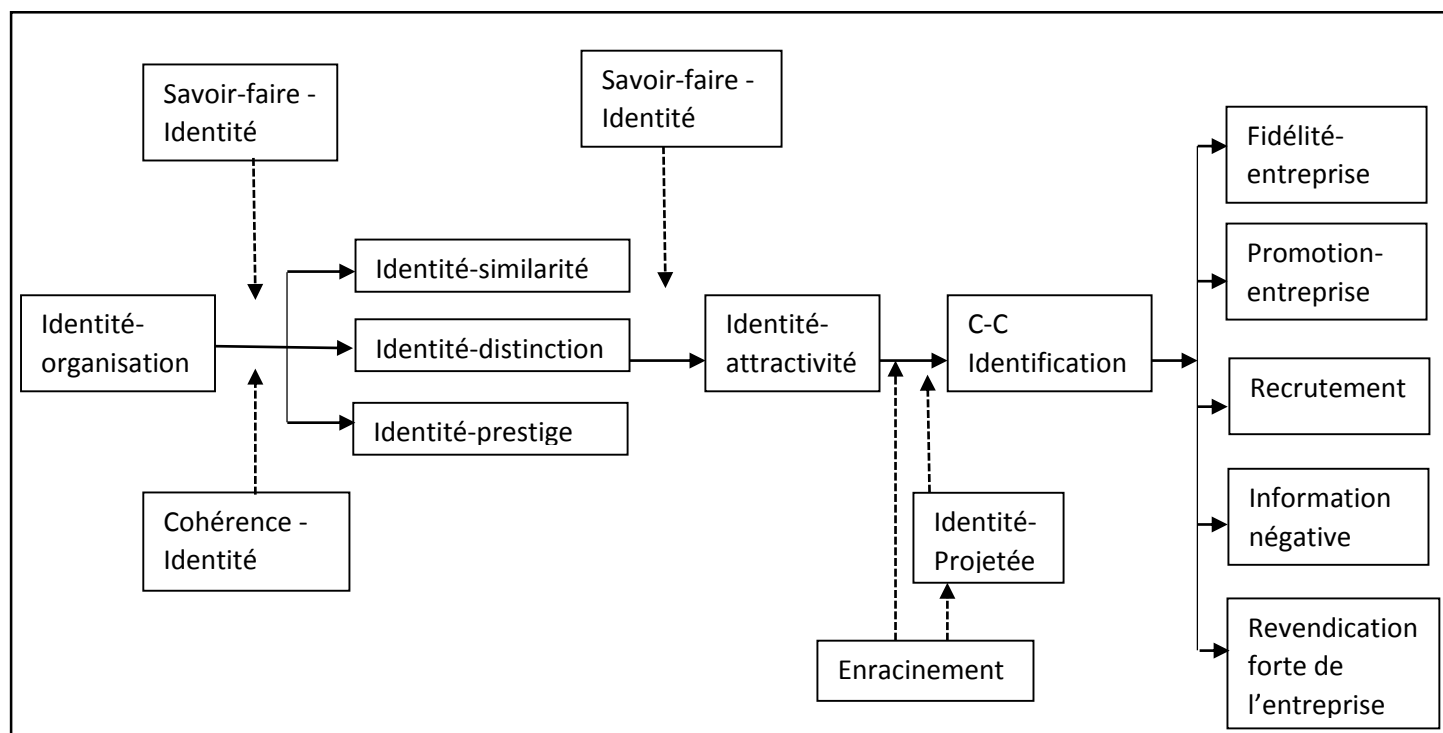 Savoir-faire -
Identité
Savoir-faire -
Identité
Fidélité-
entreprise
Identité-similarité
Promotion-
entreprise
Identité-
organisation
Identité-distinction
Identité-
attractivité
C-C
Identification
Identité-prestige
Recrutement
Cohérence -
Identité
Identité-
Projetée
Information
négative
Enracinement
Revendication
forte de
l’entreprise